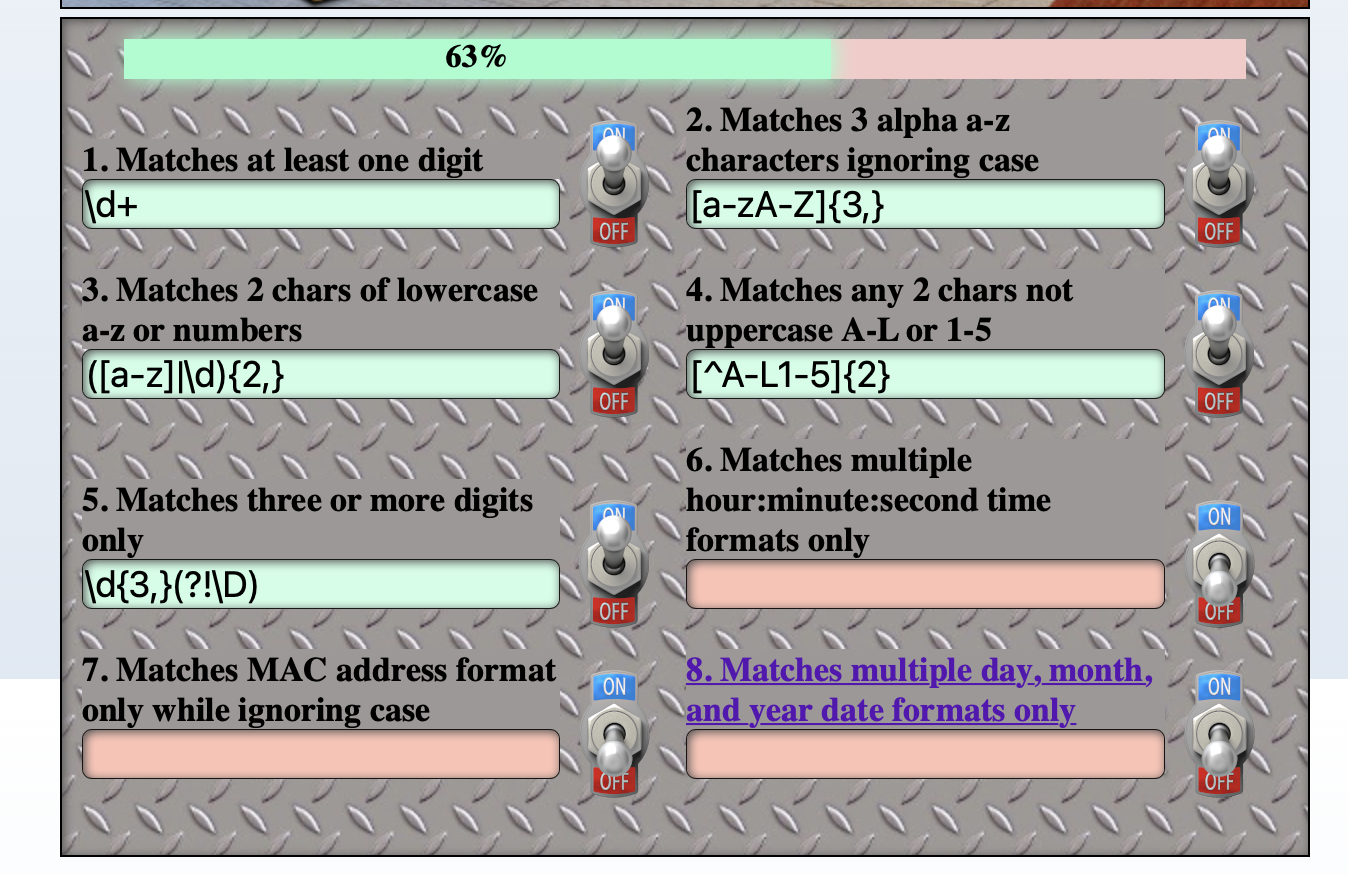 63%
1. Matches at least one digit
\d+
ON
OFF
2. Matches 3 alpha a-z
characters ignoring case
[a-zA-Z]{3,}
ON
OFF
3. Matches 2 chars of lowercase
a-z or numbers
([a-z]|\d){2,}
ON
OFF
4. Matches any 2 chars not
uppercase A-L or 1-5
[^A-L1-5]{2}
ON
OFF
5. Matches three or more digits
only
\d{3,}(?!\D)
ON
OFF
6. Matches multiple
hour:minute:second time
formats only
ON
OFF
7. Matches MAC address format
only while ignoring case
ON
OFF
8. Matches multiple day, month,
and year date formats only
ON
OFF